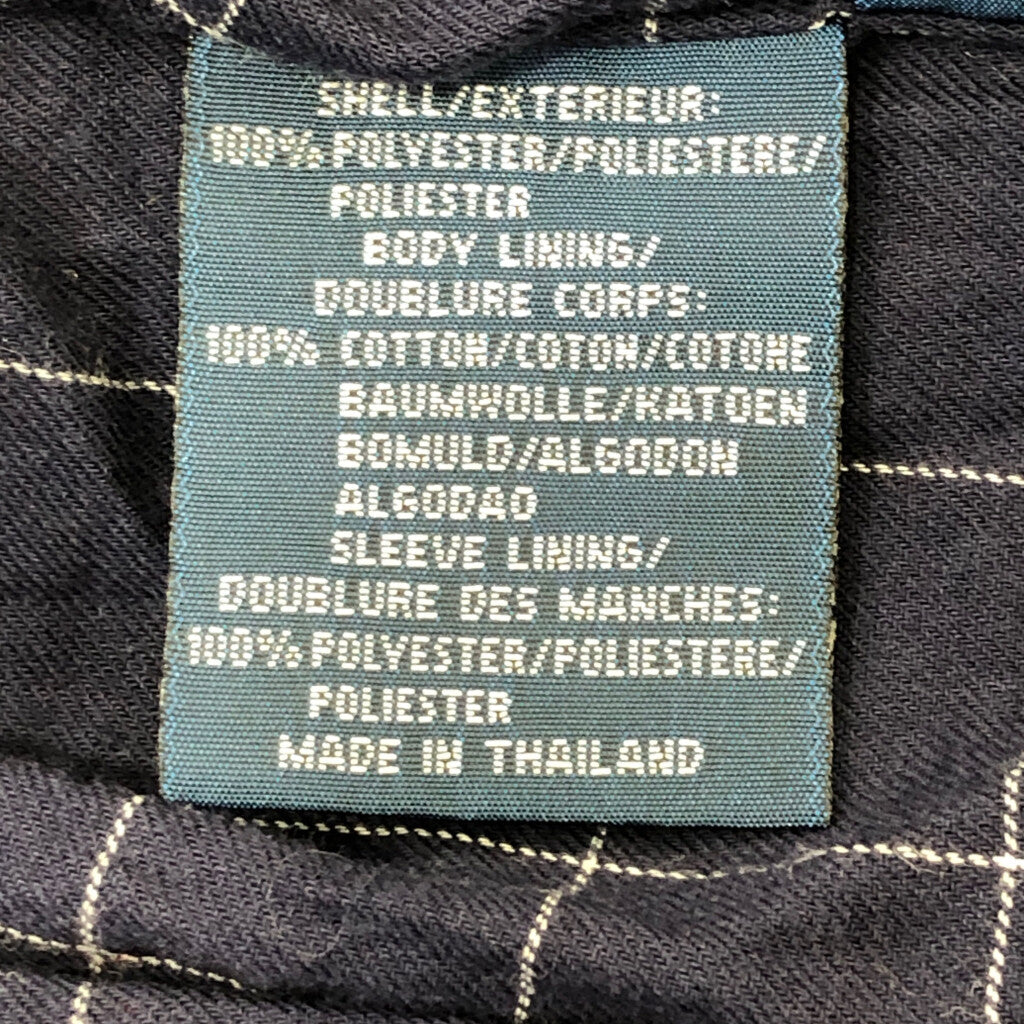 SHELL/EXTERIEUR:
100% POLYESTER/POLIESTERE/
POLIESTER
BODY LINING/
DOUBLURE CORPS:
100% COTTON/COTON/COTONE
BAUMWOLLE/KATOEN
BOMULD/ALGODON
ALGODAO
SLEEVE LINING/
DOUBLURE DES MANCHES:
100% POLYESTER/POLIESTERE/
POLIESTER
MADE IN THAILAND